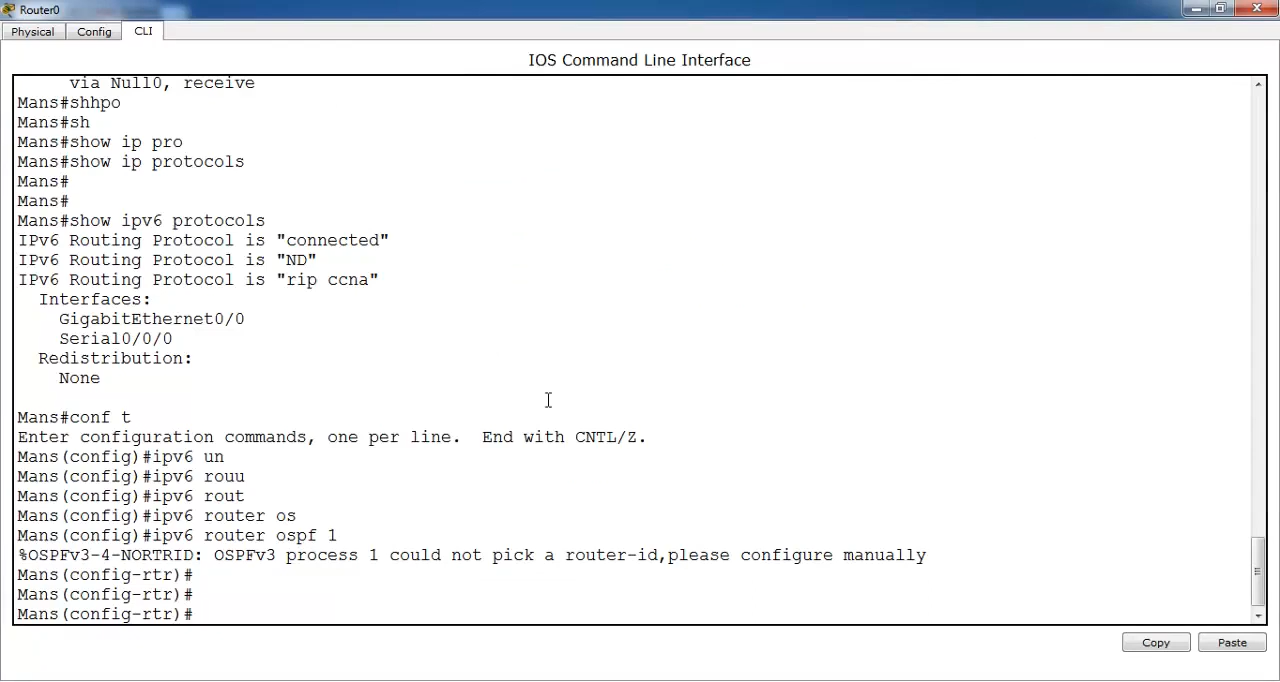 Router0
Physical Config CLI
IOS Command Line Interface
via Null0, receive
Mans#shhpo
Mans#sh
Mans#show ip pro
Mans#show ip protocols
Mans#
Mans#
Mans#show ipv6 protocols
IPv6 Routing Protocol is "connected"
IPv6 Routing Protocol is "ND"
IPv6 Routing Protocol is "rip ccna"
Interfaces:
GigabitEthernet0/0
Serial0/0/0
Redistribution:
None
Mans#conf t
Enter configuration commands, one per line.  End with CNTL/Z.
Mans(config)#ipv6 un
Mans(config)#ipv6 rouu
Mans(config)#ipv6 rout
Mans(config)#ipv6 router os
Mans(config)#ipv6 router ospf 1
%OSPFv3-4-NORTRID: OSPFv3 process 1 could not pick a router-id,please configure manually
Mans(config-rtr)#
Mans(config-rtr)#
Mans(config-rtr)#
Copy Paste